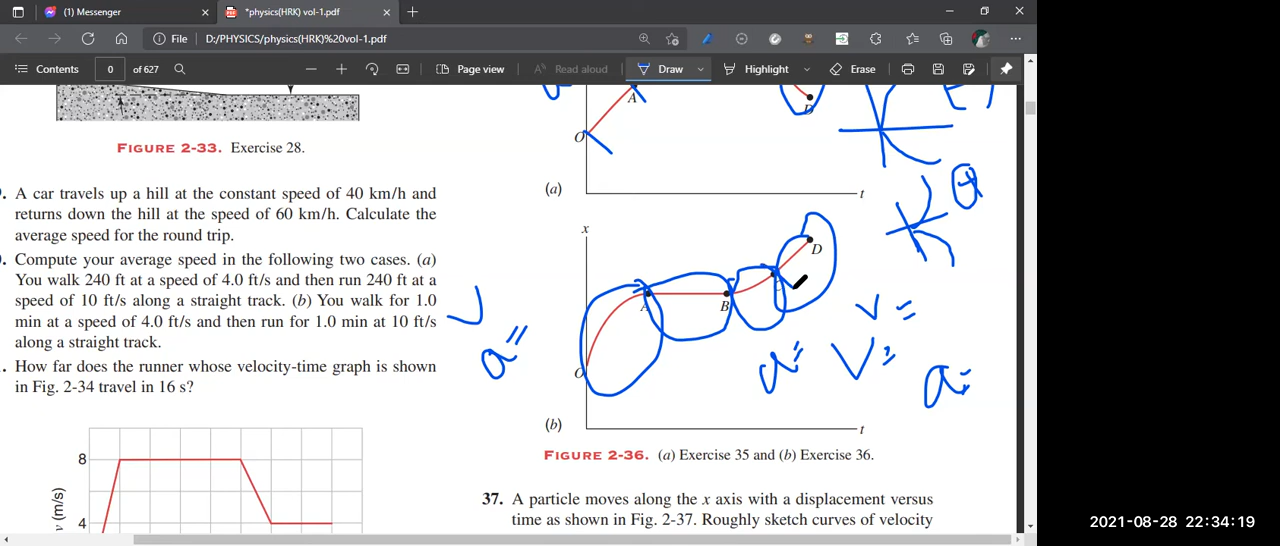 (1) Messenger
*physics(HRK) vol-1.pdf
File D:/PHYSICS/physics(HRK)%20vol-1.pdf
Contents 0 of 627 Page view Read aloud Draw Highlight Erase
FIGURE 2-33. Exercise 28.
A car travels up a hill at the constant speed of 40 km/h and
returns down the hill at the speed of 60 km/h. Calculate the
average speed for the round trip.
Compute your average speed in the following two cases. (a)
You walk 240 ft at a speed of 4.0 ft/s and then run 240 ft at a
speed of 10 ft/s along a straight track. (b) You walk for 1.0
min at a speed of 4.0 ft/s and then run for 1.0 min at 10 ft/s
along a straight track.
How far does the runner whose velocity-time graph is shown
in Fig. 2-34 travel in 16 s?
8
4
v (m/s)
A
D
O
(a)
t
x
D
A
B
C
O
V
a =
v =
a =
V =
a =
(b)
t
FIGURE 2-36. (a) Exercise 35 and (b) Exercise 36.
37. A particle moves along the x axis with a displacement versus
time as shown in Fig. 2-37. Roughly sketch curves of velocity
2021-08-28 22:34:19